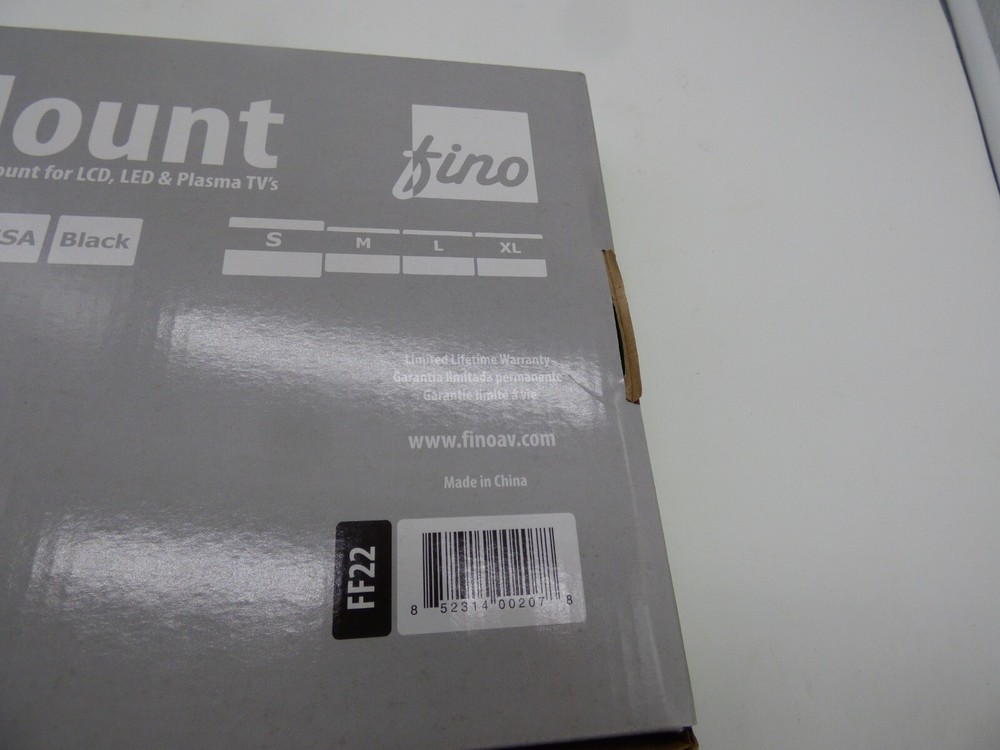 ount
ount for LCD, LED & Plasma TV's
fino
SA
Black
S
M
L
XL
Limited Lifetime Warranty
Garantía limitada permanente
Garantie limité á vie
www.finoav.com
Made in China
FF22
8 52314 00207 8